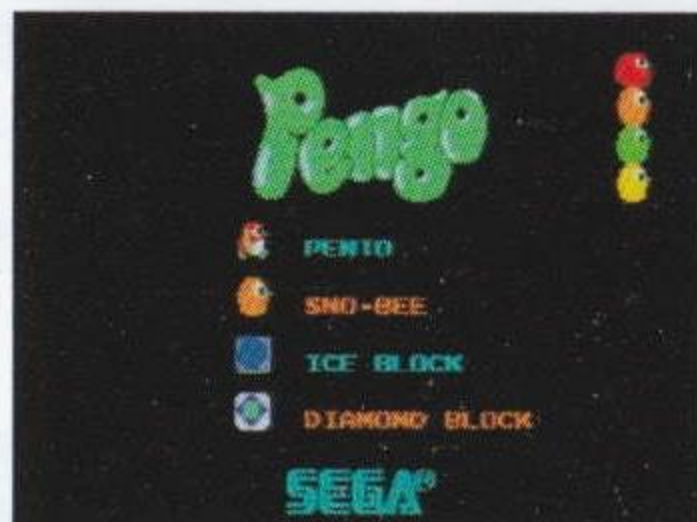 Pengo
PENTO
SNO-BEE
ICE BLOCK
DIAMOND BLOCK
SEGA®